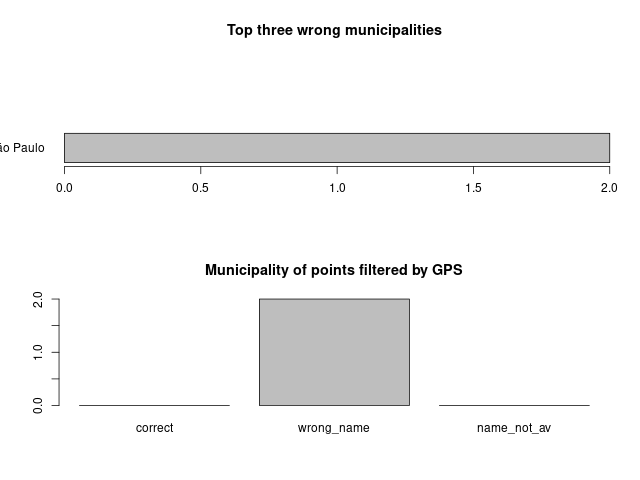 Top three wrong municipalities
ão Paulo
0.0 0.5 1.0 1.5 2.0
Municipality of points filtered by GPS
2.0
1.0
0.0
correct wrong_name name_not_av